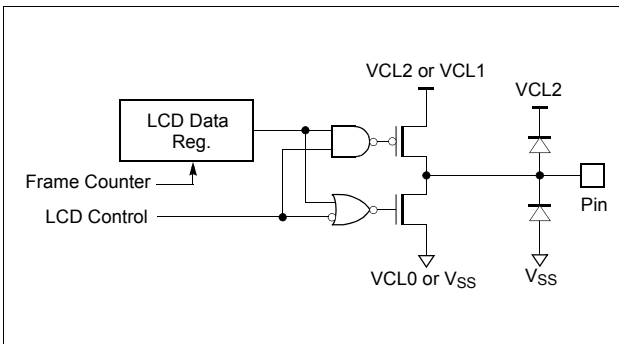 VCL2 or VCL1
VCL2
LCD Data
Reg.
Frame Counter
LCD Control
Pin
VCL0 or VSS
VSS